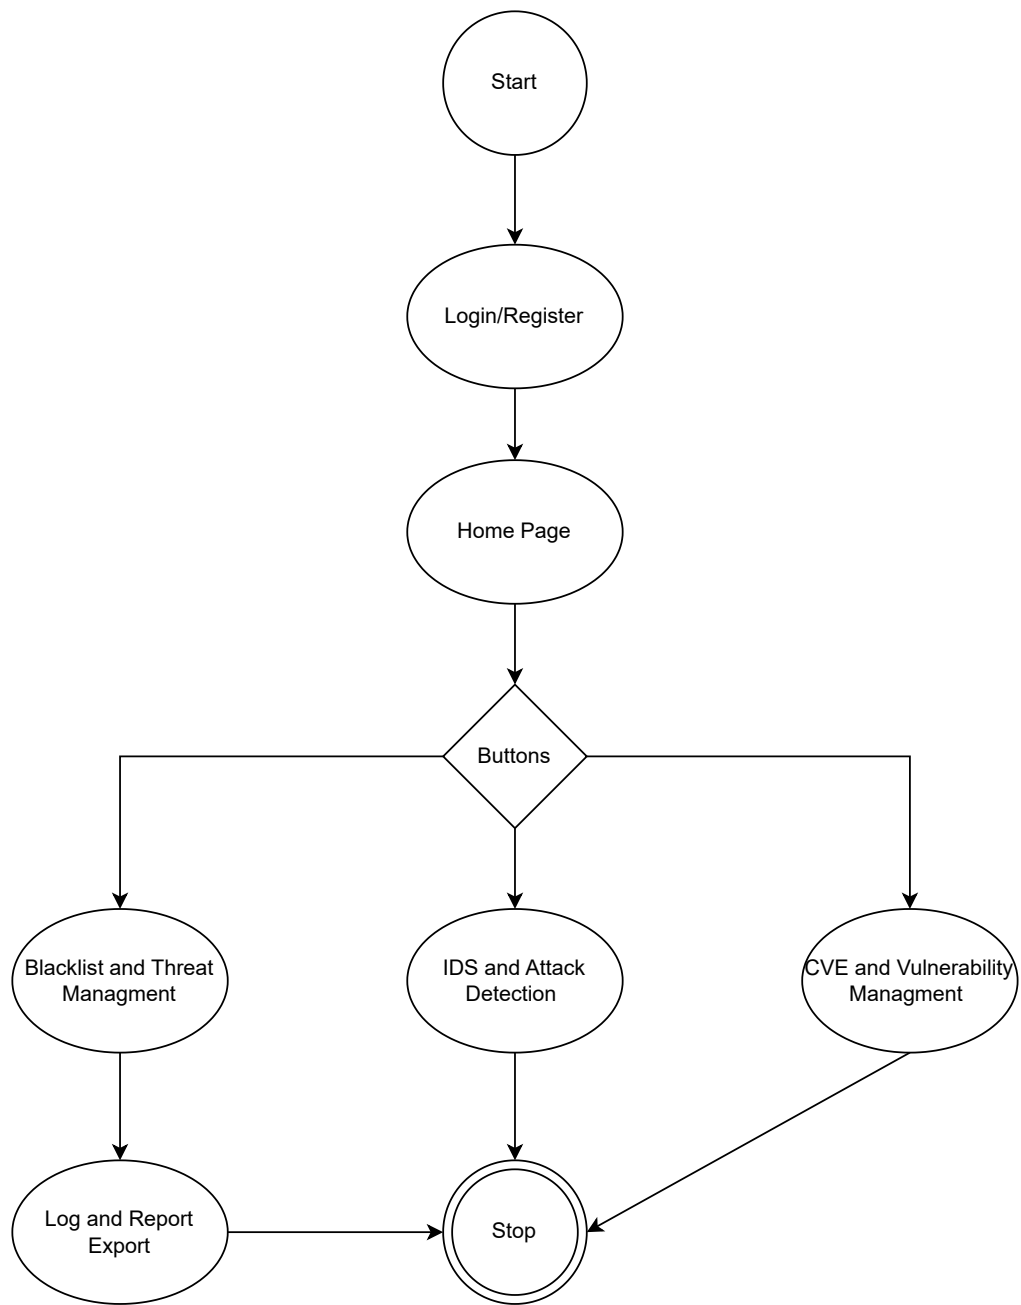 Start
Login/Register
Home Page
Buttons
Blacklist and Threat
Managment
IDS and Attack
Detection
CVE and Vulnerability
Managment
Log and Report
Export
Stop